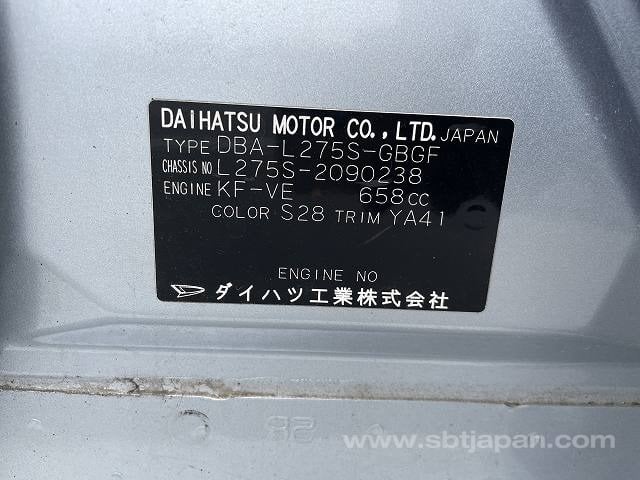 DAIHATSU MOTOR CO., LTD. JAPAN
TYPE DBA-L275S-GBGF
CHASSIS NO L275S-2090238
ENGINE KF-VE 658cc
COLOR S28 TRIM YA41
ENGINE NO
ダイハツ工業株式会社
www.sbtjapan.com